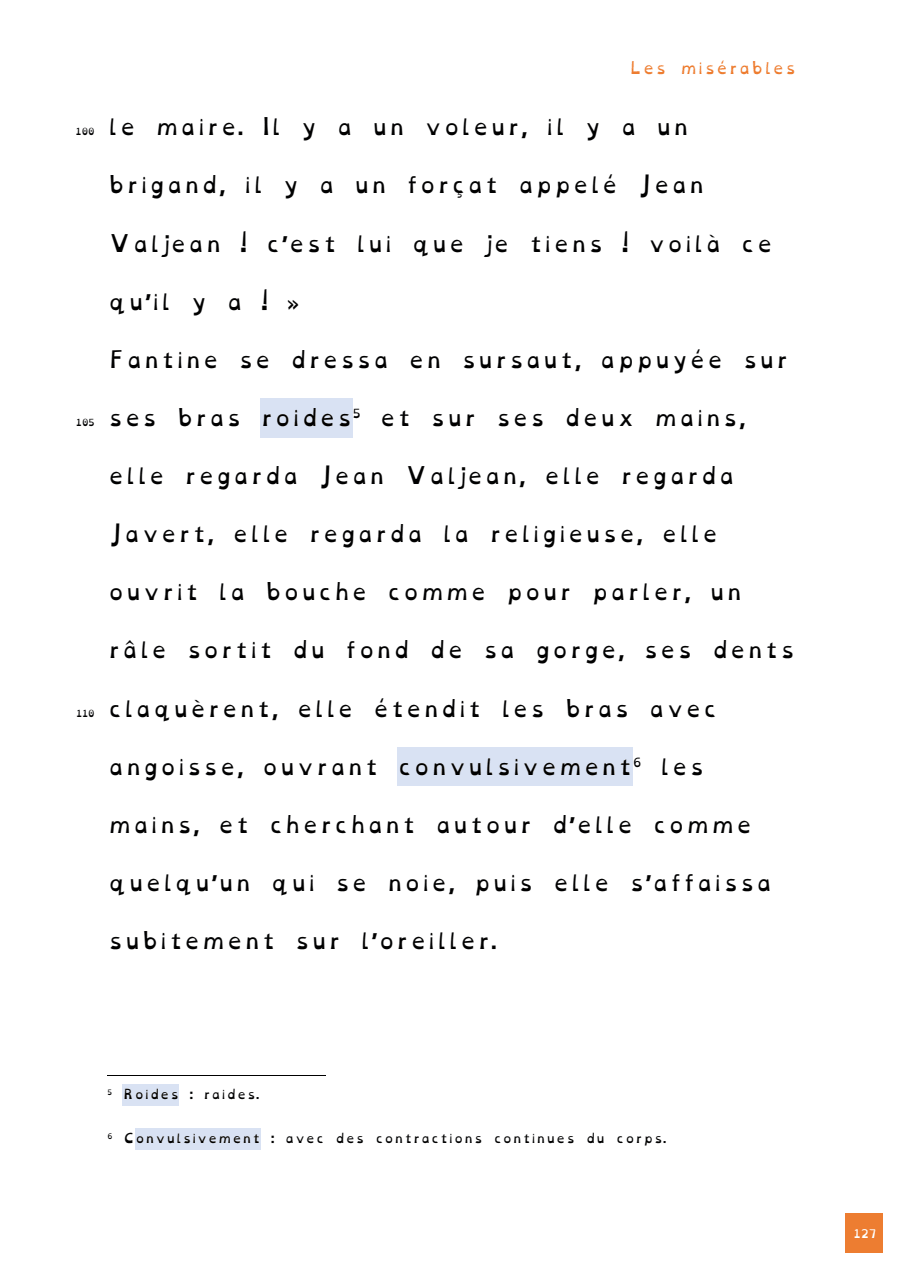 Les misérables
100 le maire. Il y a un voleur, il y a un
brigand, il y a un forçat appelé Jean
Valjean ! c'est lui que je tiens ! voilà ce
qu'il y a ! »
Fantine se dressa en sursaut, appuyée sur
105 ses bras roides⁵ et sur ses deux mains,
elle regarda Jean Valjean, elle regarda
Javert, elle regarda la religieuse, elle
ouvrit la bouche comme pour parler, un
râle sortit du fond de sa gorge, ses dents
110 claquèrent, elle étendit les bras avec
angoisse, ouvrant convulsivement⁶ les
mains, et cherchant autour d'elle comme
quelqu'un qui se noie, puis elle s'affaissa
subitement sur l'oreiller.
⁵ Roides : raides.
⁶ Convulsivement : avec des contractions continues du corps.
127